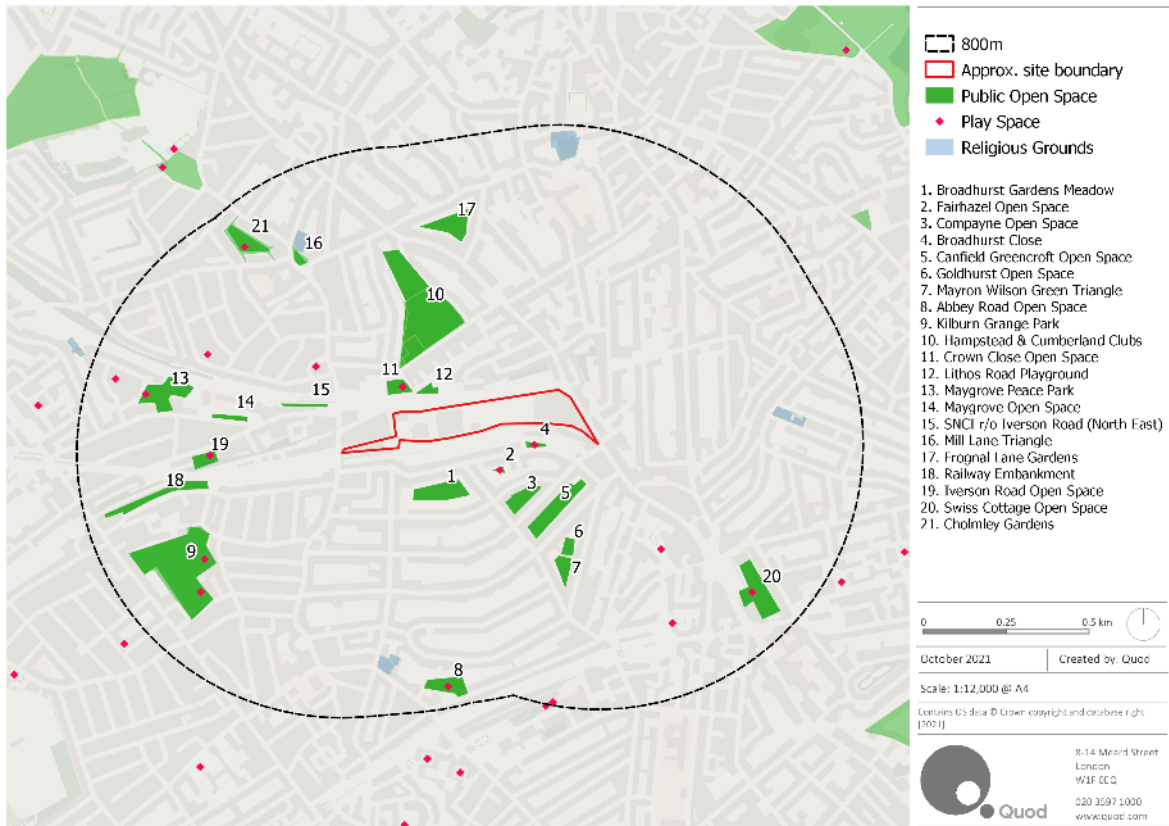 800m
Approx. site boundary
Public Open Space
Play Space
Religious Grounds
1. Broadhurst Gardens Meadow
2. Fairhazel Open Space
3. Compayne Open Space
4. Broadhurst Close
5. Canfield Greencroft Open Space
6. Goldhurst Open Space
7. Mayron Wilson Green Triangle
8. Abbey Road Open Space
9. Kilburn Grange Park
10. Hampstead & Cumberland Clubs
11. Crown Close Open Space
12. Lithos Road Playground
13. Maygrove Peace Park
14. Maygrove Open Space
15. SNCI r/o Iverson Road (North East)
16. Mill Lane Triangle
17. Frognal Lane Gardens
18. Railway Embankment
19. Iverson Road Open Space
20. Swiss Cottage Open Space
21. Cholmley Gardens
17
21
16
10
11
12
13
15
14
4
19
2
18
1
3
5
6
9
7
20
8
0 0.25 0.5 km
October 2021 Created by: Quod
Scale: 1:12,000 @ A4
Contains OS data © Crown copyright and database right
[2021]
8-14 Meard Street
London
W1F 0EQ
020 3597 1000
www.quod.com
Quod